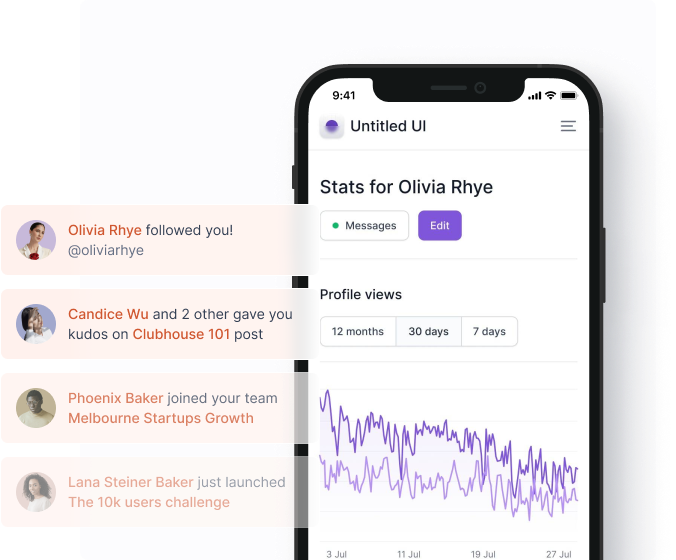 9:41
Untitled UI
Stats for Olivia Rhye
Messages
Edit
Olivia Rhye followed you!
@oliviarhye
Profile views
12 months
30 days
7 days
Candice Wu and 2 other gave you
kudos on Clubhouse 101 post
Phoenix Baker joined your team
Melbourne Startups Growth
Lana Steiner Baker just launched
The 10k users challenge
3 Jul
11 Jul
19 Jul
27 Jul